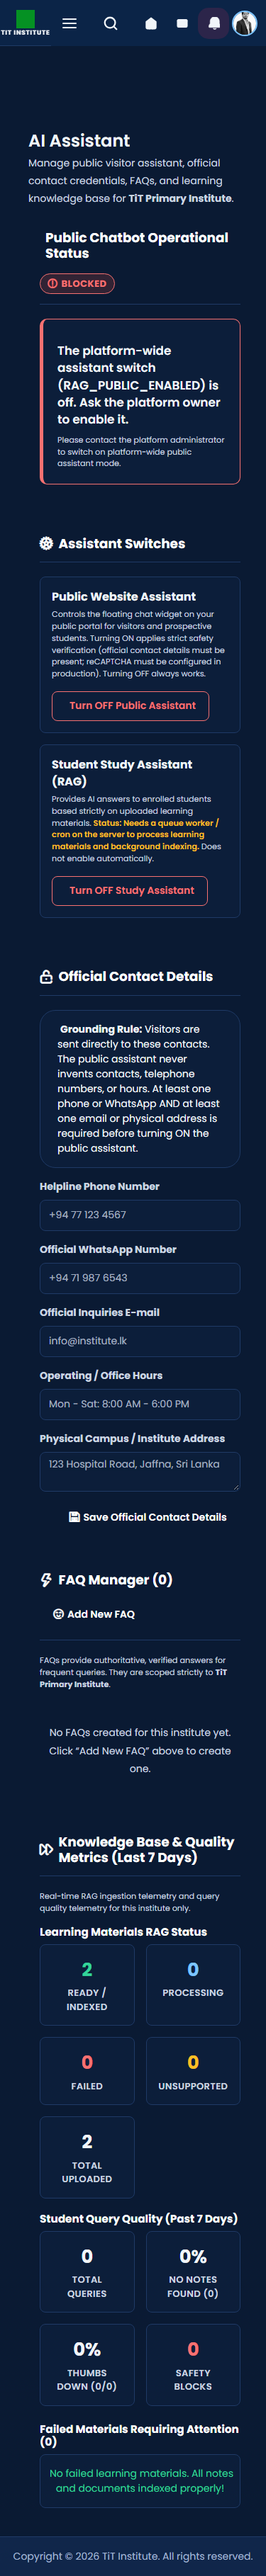 TIT INSTITUTE
AI Assistant
Manage public visitor assistant, official
contact credentials, FAQs, and learning
knowledge base for TiT Primary Institute.
Public Chatbot Operational
Status
BLOCKED
The platform-wide
assistant switch
(RAG_PUBLIC_ENABLED) is
off. Ask the platform owner
to enable it.
Please contact the platform administrator
to switch on platform-wide public
assistant mode.
Assistant Switches
Public Website Assistant
Controls the floating chat widget on your
public portal for visitors and prospective
students. Turning ON applies strict safety
verification (official contact details must be
present; reCAPTCHA must be configured in
production). Turning OFF always works.
Turn OFF Public Assistant
Student Study Assistant
(RAG)
Provides AI answers to enrolled students
based strictly on uploaded learning
materials. Status: Needs a queue worker /
cron on the server to process learning
materials and background indexing. Does
not enable automatically.
Turn OFF Study Assistant
Official Contact Details
Grounding Rule: Visitors are
sent directly to these contacts.
The public assistant never
invents contacts, telephone
numbers, or hours. At least one
phone or WhatsApp AND at least
one email or physical address is
required before turning ON the
public assistant.
Helpline Phone Number
+94 77 123 4567
Official WhatsApp Number
+94 71 987 6543
Official Inquiries E-mail
info@institute.lk
Operating / Office Hours
Mon - Sat: 8:00 AM - 6:00 PM
Physical Campus / Institute Address
123 Hospital Road, Jaffna, Sri Lanka
Save Official Contact Details
FAQ Manager (0)
Add New FAQ
FAQs provide authoritative, verified answers for
frequent queries. They are scoped strictly to TiT
Primary Institute.
No FAQs created for this institute yet.
Click "Add New FAQ" above to create
one.
Knowledge Base & Quality
Metrics (Last 7 Days)
Real-time RAG ingestion telemetry and query
quality telemetry for this institute only.
Learning Materials RAG Status
2
READY /
INDEXED
0
PROCESSING
0
FAILED
0
UNSUPPORTED
2
TOTAL
UPLOADED
Student Query Quality (Past 7 Days)
0
TOTAL
QUERIES
0%
NO NOTES
FOUND (0)
0%
THUMBS
DOWN (0/0)
0
SAFETY
BLOCKS
Failed Materials Requiring Attention
(0)
No failed learning materials. All notes
and documents indexed properly!
Copyright © 2026 TiT Institute. All rights reserved.